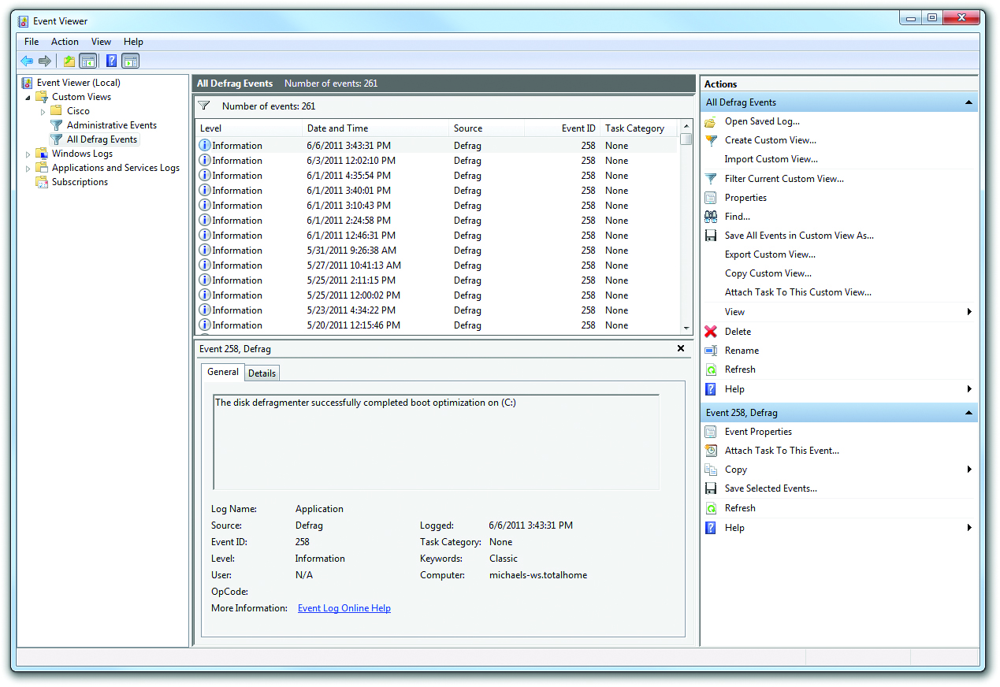 Event Viewer
File Action View Help
Event Viewer (Local)
Custom Views
Cisco
Administrative Events
All Defrag Events
Windows Logs
Applications and Services Logs
Subscriptions
All Defrag Events Number of events: 261
Number of events: 261
Level Date and Time Source Event ID Task Category
Information 6/6/2011 3:43:31 PM Defrag 258 None
Information 6/3/2011 12:02:10 PM Defrag 258 None
Information 6/1/2011 4:35:54 PM Defrag 258 None
Information 6/1/2011 3:40:01 PM Defrag 258 None
Information 6/1/2011 3:10:43 PM Defrag 258 None
Information 6/1/2011 2:24:58 PM Defrag 258 None
Information 6/1/2011 12:46:31 PM Defrag 258 None
Information 5/31/2011 9:26:38 AM Defrag 258 None
Information 5/27/2011 10:41:13 AM Defrag 258 None
Information 5/25/2011 2:11:15 PM Defrag 258 None
Information 5/25/2011 12:00:02 PM Defrag 258 None
Information 5/23/2011 4:34:22 PM Defrag 258 None
Information 5/20/2011 12:15:46 PM Defrag 258 None
Event 258, Defrag
General Details
The disk defragmenter successfully completed boot optimization on (C:)
Log Name: Application
Source: Defrag Logged: 6/6/2011 3:43:31 PM
Event ID: 258 Task Category: None
Level: Information Keywords: Classic
User: N/A Computer: michaels-ws.totalhome
OpCode:
More Information: Event Log Online Help
Actions
All Defrag Events
Open Saved Log...
Create Custom View...
Import Custom View...
Filter Current Custom View...
Properties
Find...
Save All Events in Custom View As...
Export Custom View...
Copy Custom View...
Attach Task To This Custom View...
View
Delete
Rename
Refresh
Help
Event 258, Defrag
Event Properties
Attach Task To This Event...
Copy
Save Selected Events...
Refresh
Help